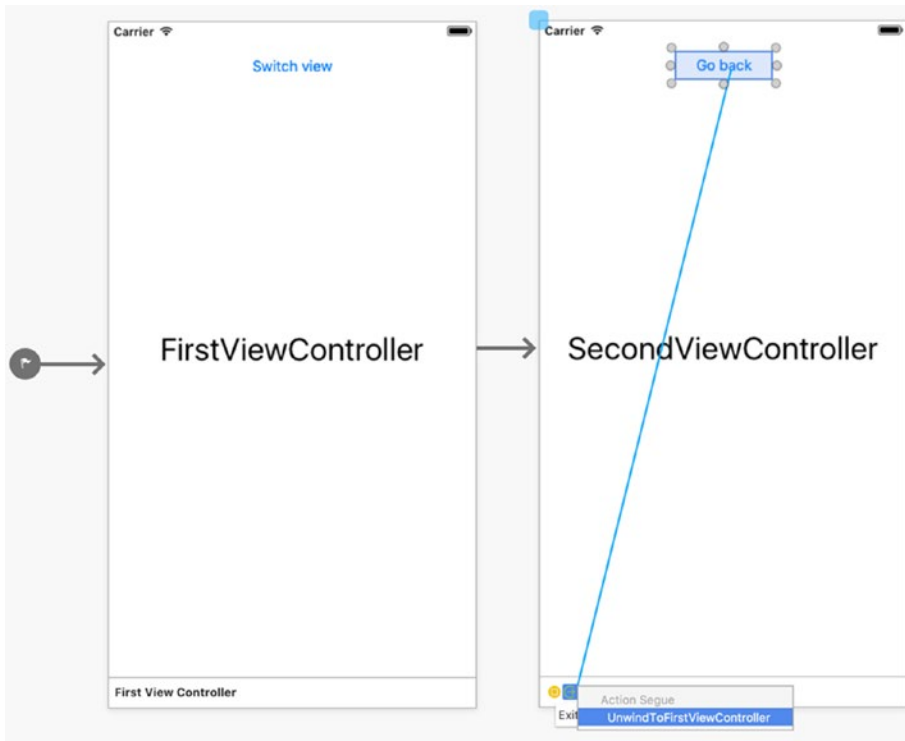 Carrier
Switch view
FirstViewController
First View Controller
Carrier
Go back
SecondViewController
Exit
Action Segue
UnwindToFirstViewController